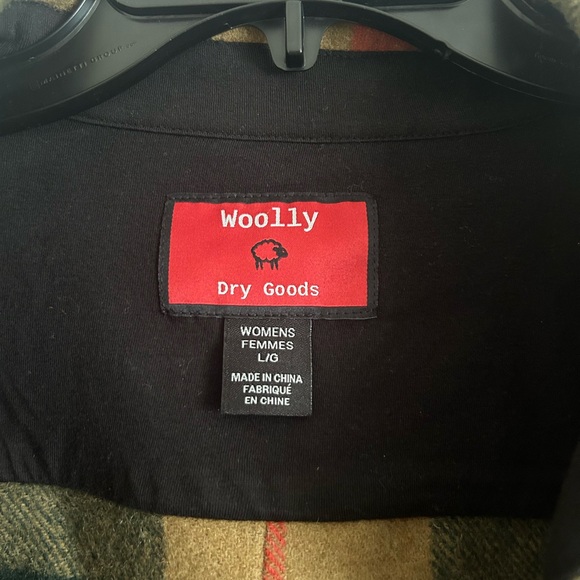 Woolly
Dry Goods
WOMENS
FEMMES
L/G
MADE IN CHINA
FABRIQUÉ
EN CHINE